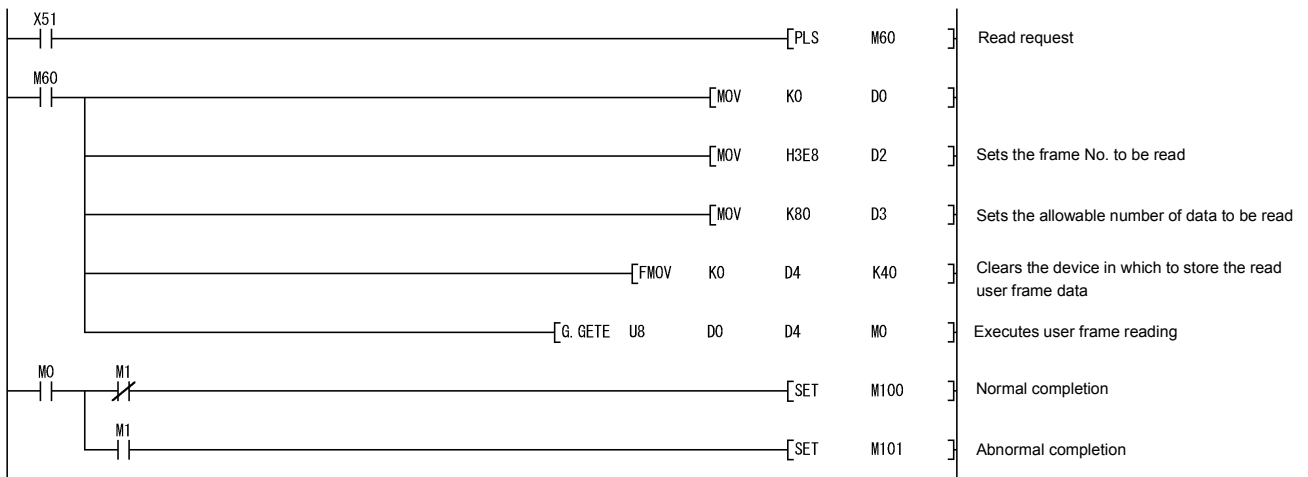 X51
[PLS M60 ] Read request
M60
[MOV K0 D0 ]
[MOV H3E8 D2 ] Sets the frame No. to be read
[MOV K80 D3 ] Sets the allowable number of data to be read
[FMOV K0 D4 K40 ] Clears the device in which to store the read
user frame data
[G.GETE U8 D0 D4 M0 ] Executes user frame reading
M0 M1
[SET M100 ] Normal completion
M1
[SET M101 ] Abnormal completion